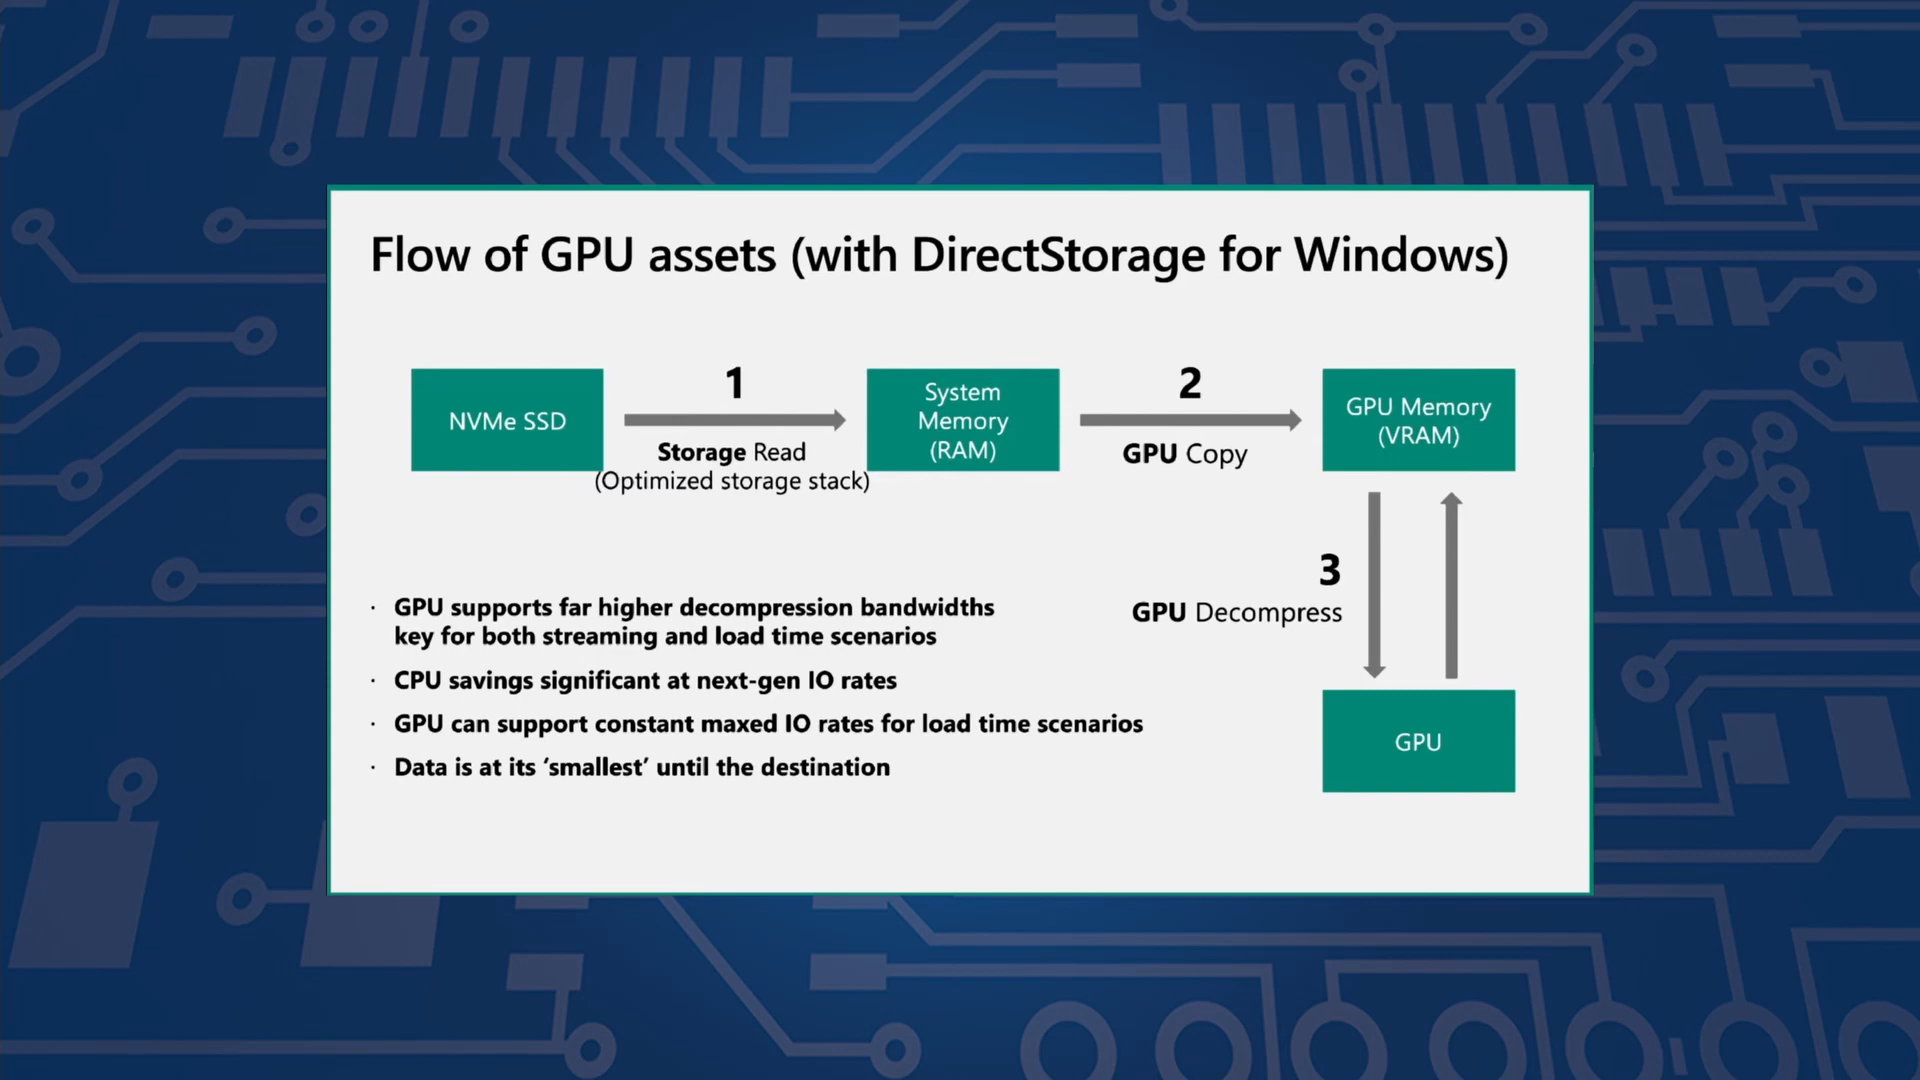 Flow of GPU assets (with DirectStorage for Windows)
NVMe SSD
1
Storage Read
(Optimized storage stack)
System
Memory
(RAM)
2
GPU Copy
GPU Memory
(VRAM)
3
GPU Decompress
GPU
· GPU supports far higher decompression bandwidths
key for both streaming and load time scenarios
· CPU savings significant at next-gen IO rates
· GPU can support constant maxed IO rates for load time scenarios
· Data is at its ‘smallest’ until the destination